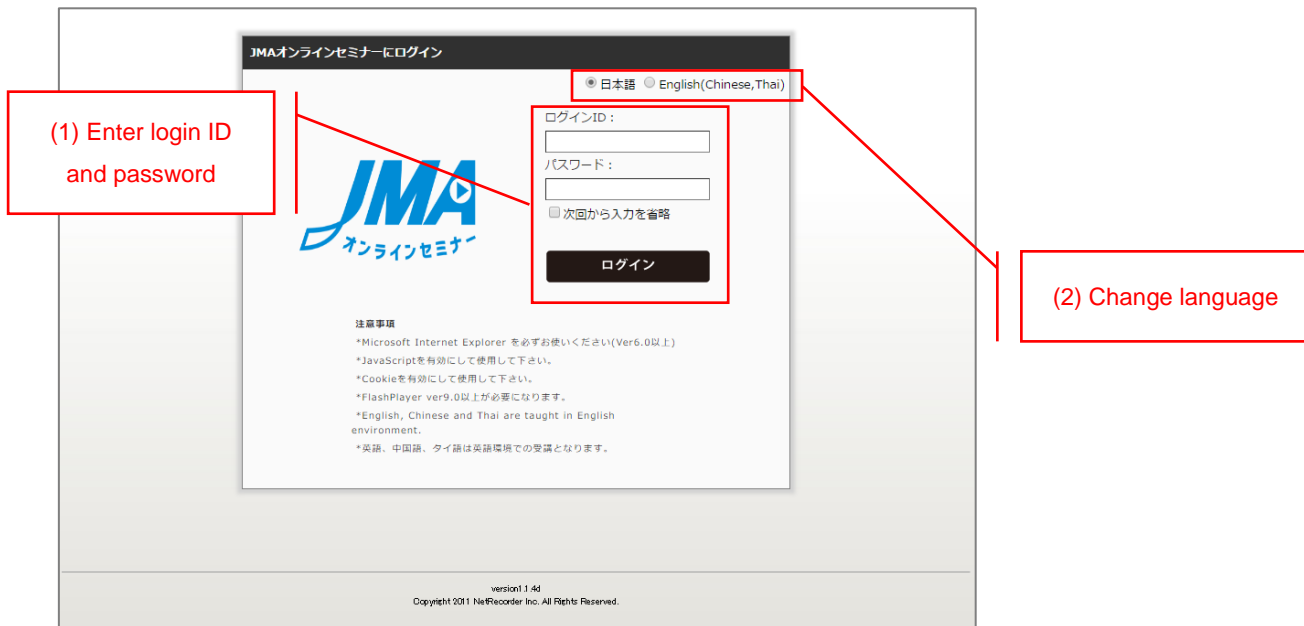 JMAオンラインセミナーにログイン
日本語 English(Chinese,Thai)
(1) Enter login ID
and password
ログインID：
パスワード：
次回から入力を省略
ログイン
JMA
オンラインセミナー
(2) Change language
注意事項
*Microsoft Internet Explorer を必ずお使いください(Ver6.0以上)
*JavaScriptを有効にして使用して下さい。
*Cookieを有効にして使用して下さい。
*FlashPlayer ver9.0以上が必要になります。
*English, Chinese and Thai are taught in English
environment.
*英語、中国語、タイ語は英語環境での受講となります。
version1.1.4d
Copyright 2011 NetRecorder Inc. All Rights Reserved.